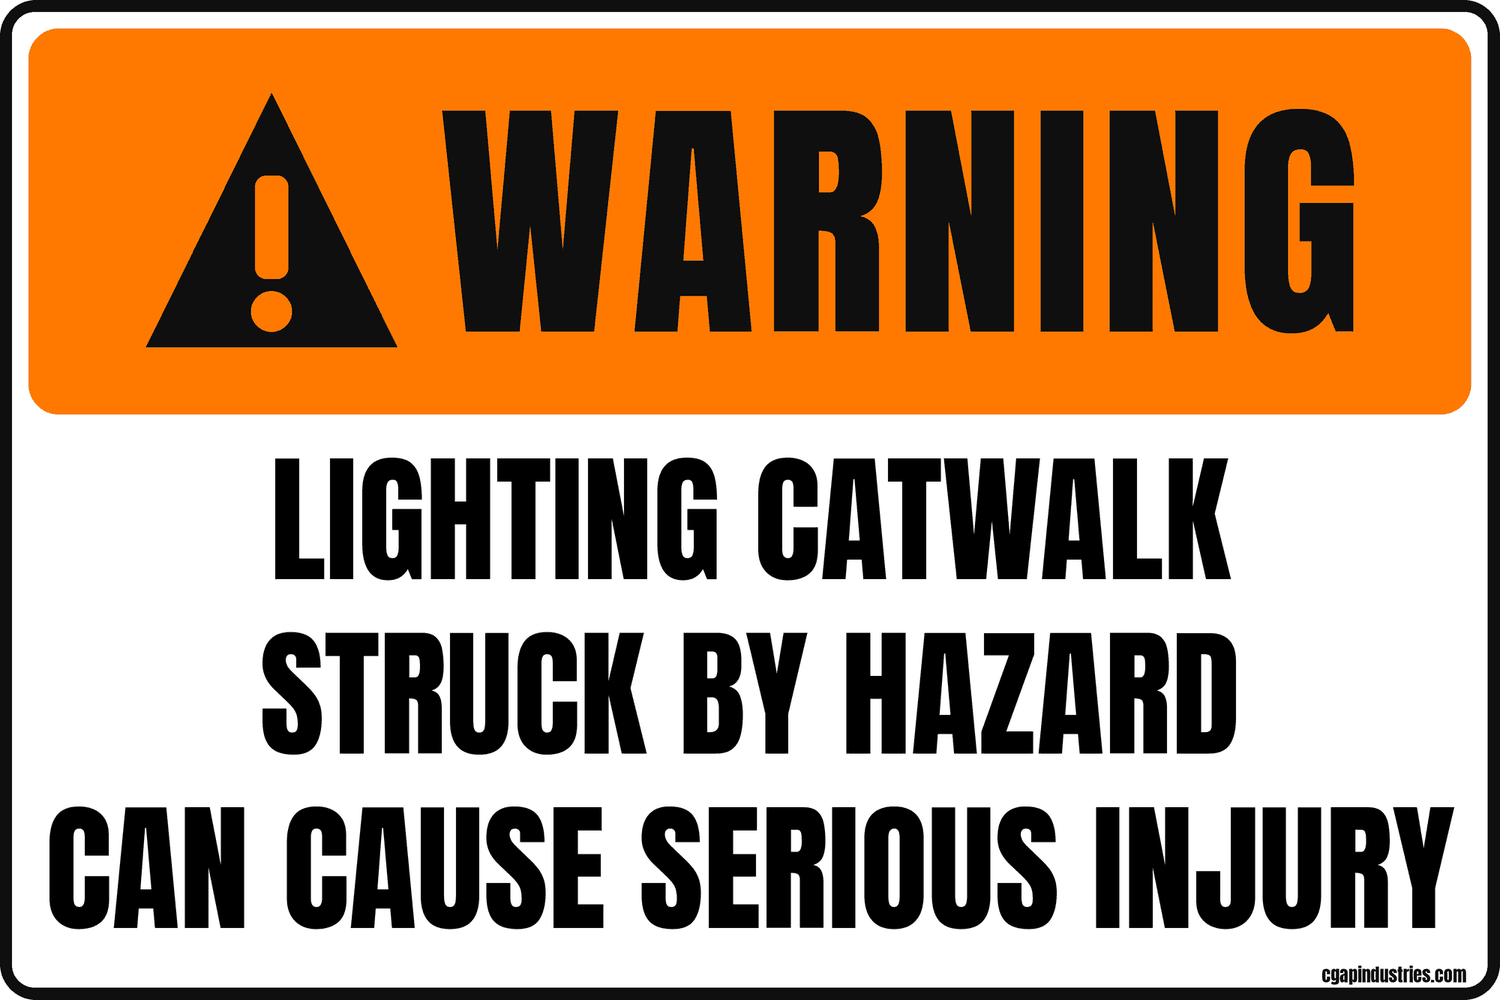 WARNING
LIGHTING CATWALK
STRUCK BY HAZARD
CAN CAUSE SERIOUS INJURY
cgapindustries.com